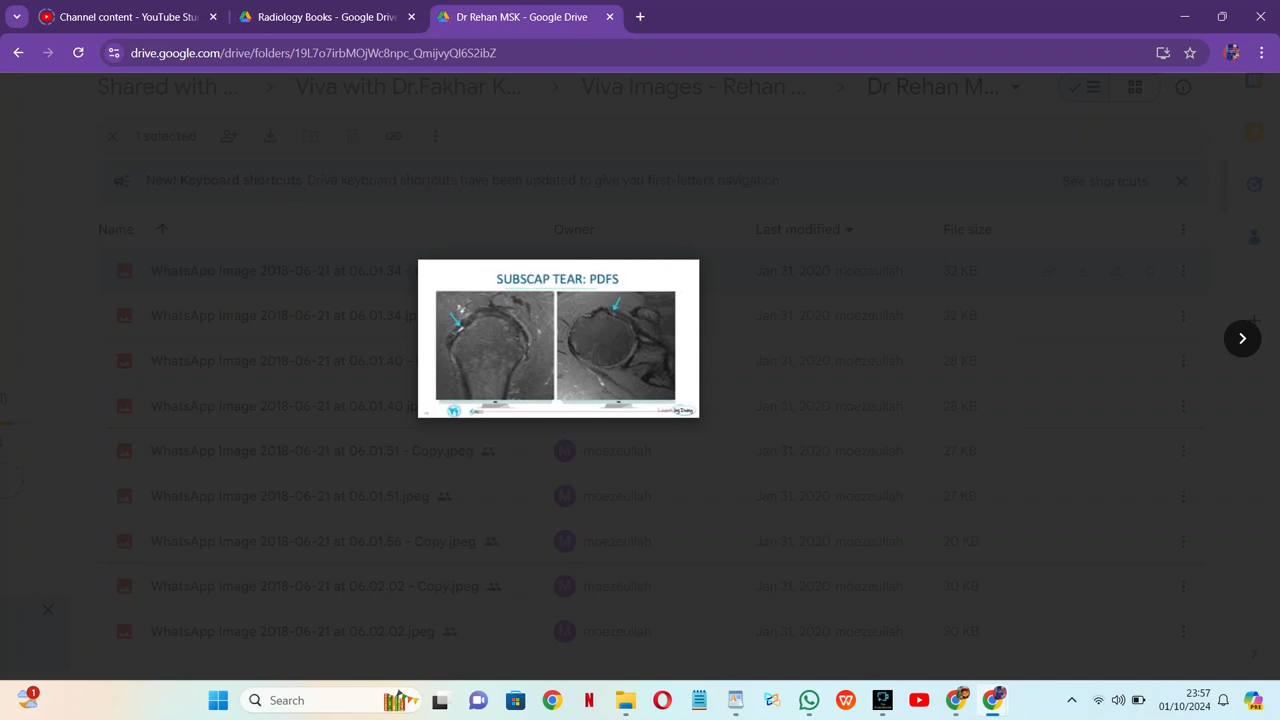 Channel content - YouTube Stu
Radiology Books - Google Drive
Dr Rehan MSK - Google Drive
drive.google.com/drive/folders/19L7o7irbMOjWc8npc_QmijvyQI6S2ibZ
Shared with ... > Viva with Dr.Fakhar K... > Viva Images - Rehan ... > Dr Rehan M...
1 selected
New! Keyboard shortcuts Drive keyboard shortcuts have been updated to give you first-letters navigation
See shortcuts
Name Owner Last modified File size
WhatsApp Image 2018-06-21 at 06.01.34 - Jan 31, 2020 moezeullah 32 KB
SUBSCAP TEAR: PDFS
WhatsApp Image 2018-06-21 at 06.01.34.jp Jan 31, 2020 moezeullah 32 KB
WhatsApp Image 2018-06-21 at 06.01.40 - Jan 31, 2020 moezeullah 28 KB
WhatsApp Image 2018-06-21 at 06.01.40.jp Jan 31, 2020 moezeullah 28 KB
WhatsApp Image 2018-06-21 at 06.01.51 - Copy.jpeg M moezeullah Jan 31, 2020 moezeullah 27 KB
WhatsApp Image 2018-06-21 at 06.01.51.jpeg M moezeullah Jan 31, 2020 moezeullah 27 KB
WhatsApp Image 2018-06-21 at 06.01.56 - Copy.jpeg M moezeullah Jan 31, 2020 moezeullah 20 KB
WhatsApp Image 2018-06-21 at 06.02.02 - Copy.jpeg M moezeullah Jan 31, 2020 moezeullah 30 KB
WhatsApp Image 2018-06-21 at 06.02.02.jpeg M moezeullah Jan 31, 2020 moezeullah 30 KB
1
Search
23:57
01/10/2024
PRE